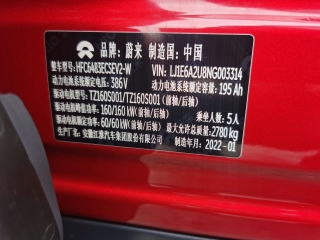 品牌: 蔚来 制造国: 中国
整车型号: HFC6483ECSEV2-W VIN: LJ1E6A2U8NG003314
动力电池系统额定电压: 386V 动力电池系统额定容量: 195 Ah
驱动电机型号: TZ160S001/TZ160S001 (前轴/后轴)
驱动电机峰值功率: 160/160 kW (前轴/后轴) 乘坐人数: 5人
驱动电机额定功率: 60/60 kW (前轴/后轴) 最大允许总质量: 2780 kg
安徽江淮汽车集团股份有限公司 制造年月: 2022-01